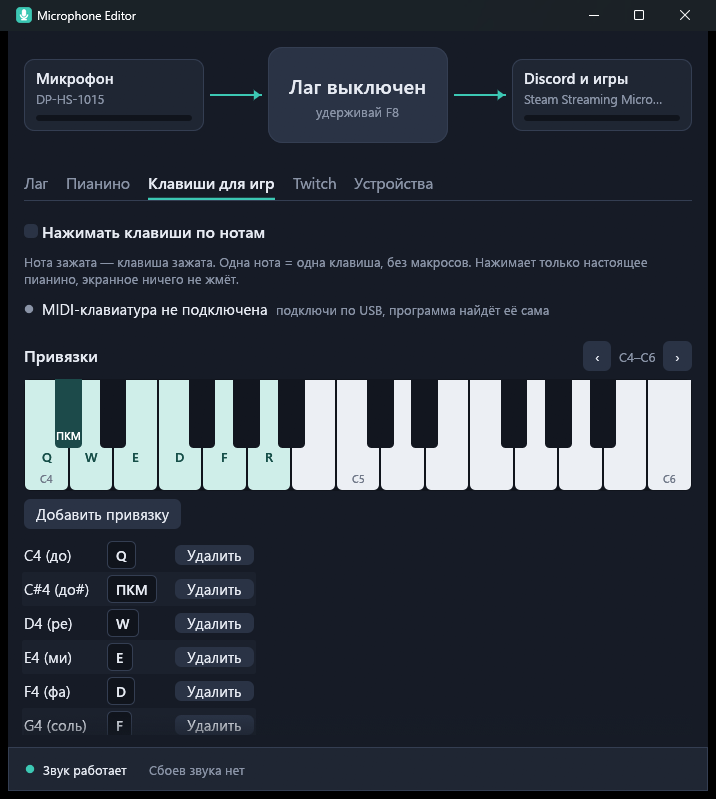 Microphone Editor
Микрофон
DP-HS-1015
Лаг выключен
удерживай F8
Discord и игры
Steam Streaming Micro...
Лаг Пианино Клавиши для игр Twitch Устройства
Нажимать клавиши по нотам
Нота зажата — клавиша зажата. Одна нота = одна клавиша, без макросов. Нажимает только настоящее
пианино, экранное ничего не жмёт.
MIDI-клавиатура не подключена подключи по USB, программа найдёт её сама
Привязки ‹ C4–C6 ›
ПКМ
Q W E D F R
C4 C5 C6
Добавить привязку
C4 (до) Q Удалить
C#4 (до#) ПКМ Удалить
D4 (ре) W Удалить
E4 (ми) E Удалить
F4 (фа) D Удалить
G4 (соль) F Удалить
Звук работает Сбоев звука нет